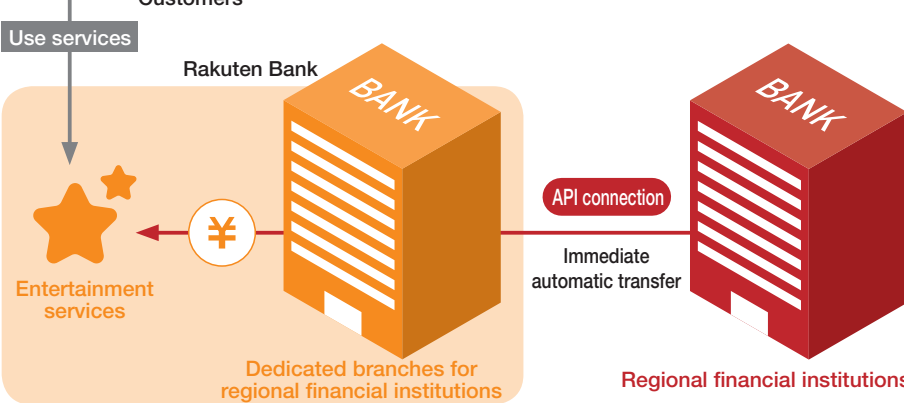 Customers
Use services
Rakuten Bank
BANK
BANK
API connection
¥
Immediate
automatic transfer
Entertainment
services
Dedicated branches for
regional financial institutions
Regional financial institutions